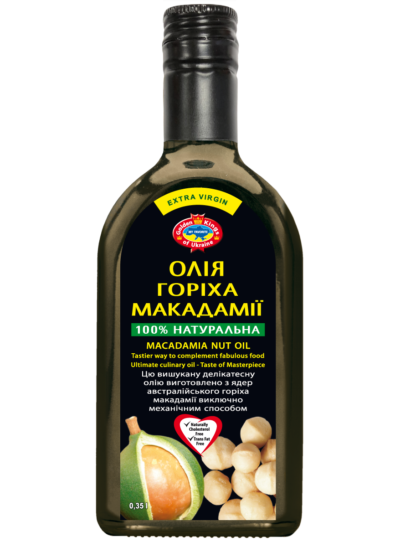 EXTRA VIRGIN
Golden Kings
of Ukraine
ОЛІЯ
ГОРІХА
МАКАДАМІЇ
100% НАТУРАЛЬНА
MACADAMIA NUT OIL
Tastier way to complement fabulous food
Ultimate culinary oil - Taste of Masterpiece
Цю вишукану делікатесну
олію виготовлено з ядер
австралійського горіха
макадамії виключно
механічним способом
Naturally
Cholesterol
Free
Trans Fat
Free
0,35 l